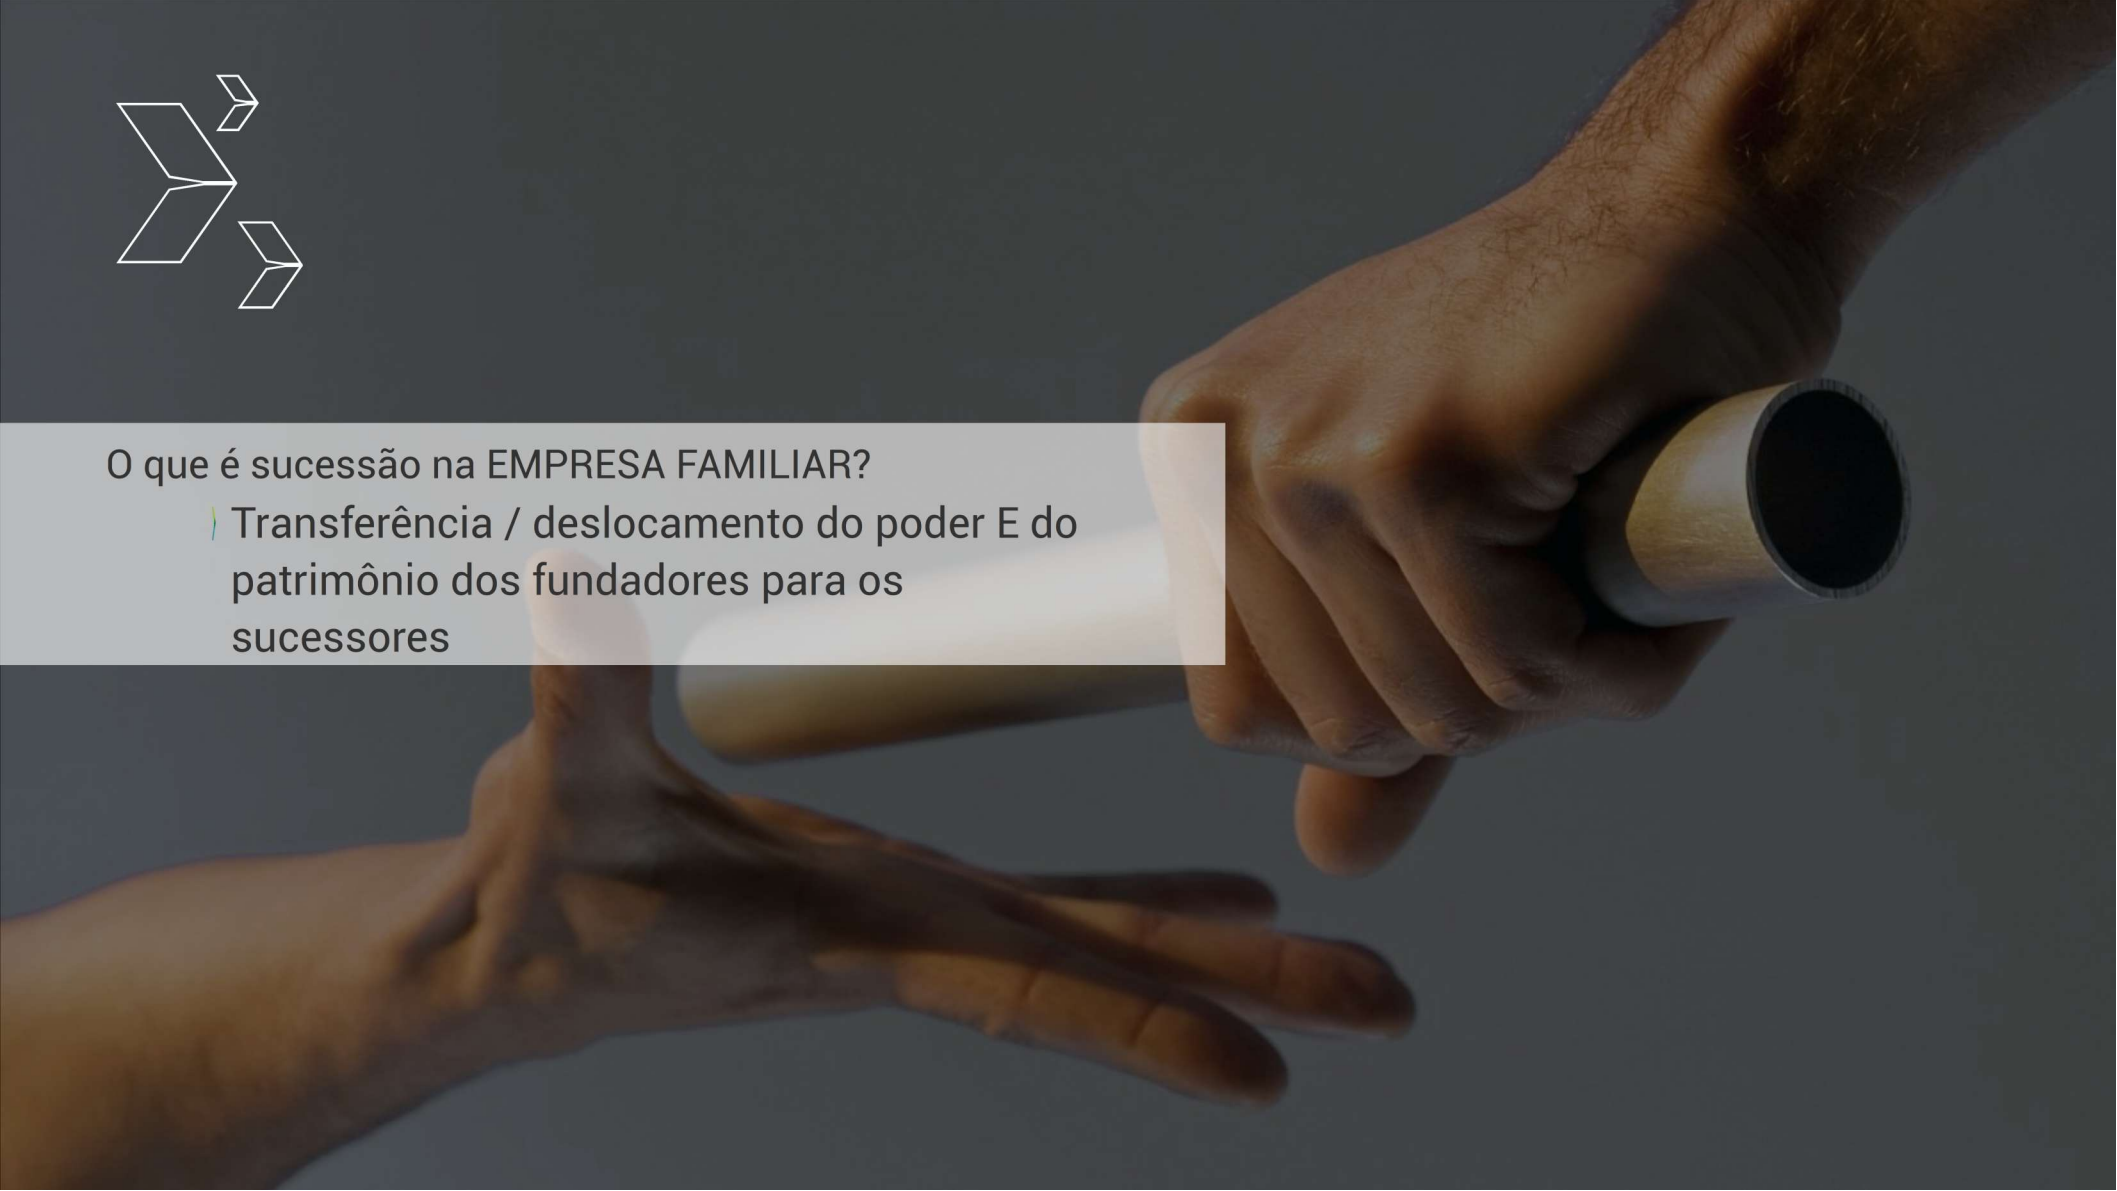 O que é sucessão na EMPRESA FAMILIAR?
Transferência / deslocamento do poder E do
patrimônio dos fundadores para os
sucessores